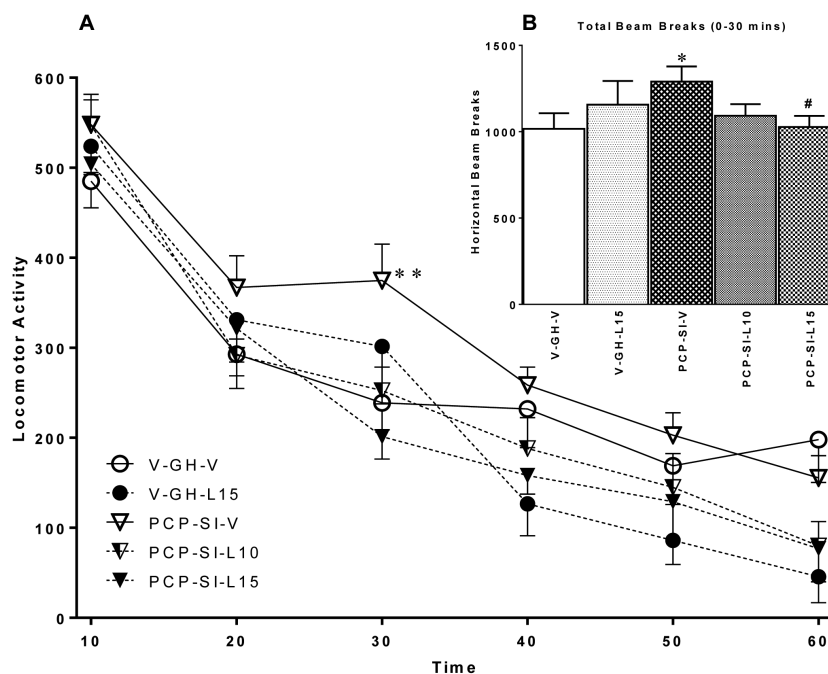 A
B
Total Beam Breaks (0-30 mins)
1500
1000
500
0
Horizontal Beam Breaks
*
#
V-GH-V
V-GH-L15
PCP-SI-V
PCP-SI-L10
PCP-SI-L15
600
500
400
300
200
100
0
Locomotor Activity
**
V-GH-V
V-GH-L15
PCP-SI-V
PCP-SI-L10
PCP-SI-L15
10 20 30 40 50 60
Time